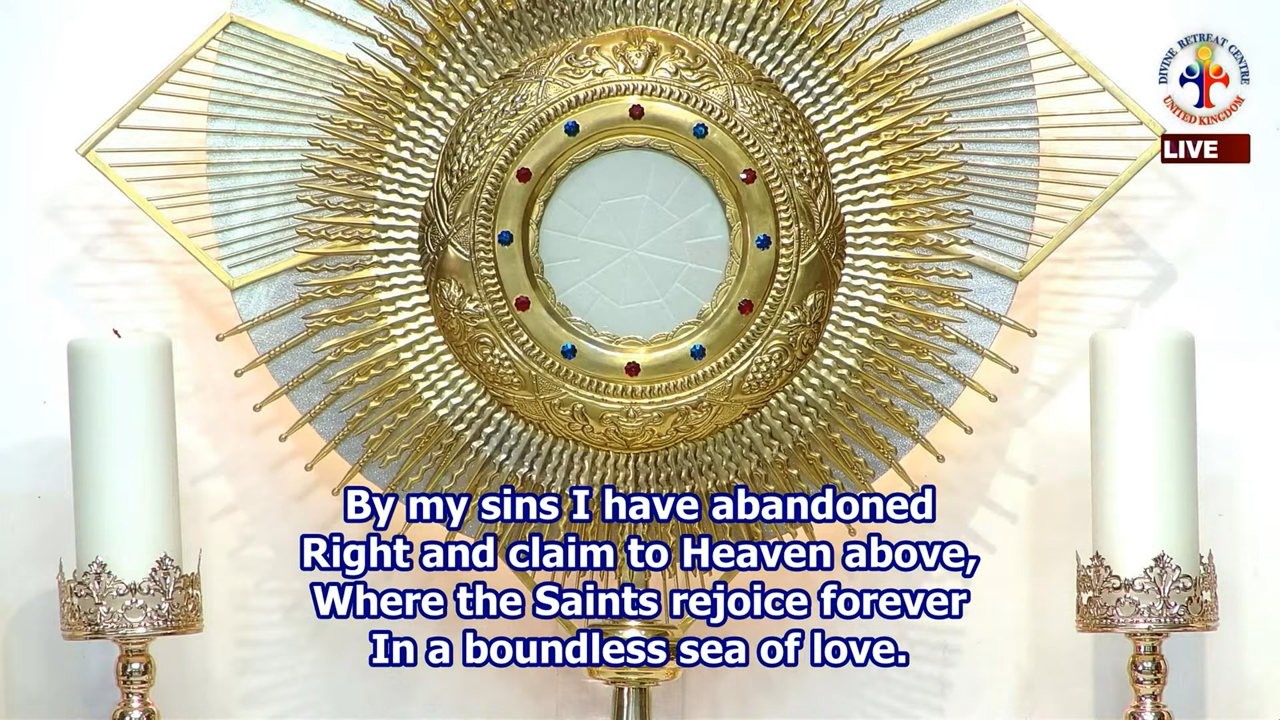 DIVINE RETREAT CENTRE
UNITED KINGDOM
LIVE
By my sins I have abandoned
Right and claim to Heaven above,
Where the Saints rejoice forever
In a boundless sea of love.